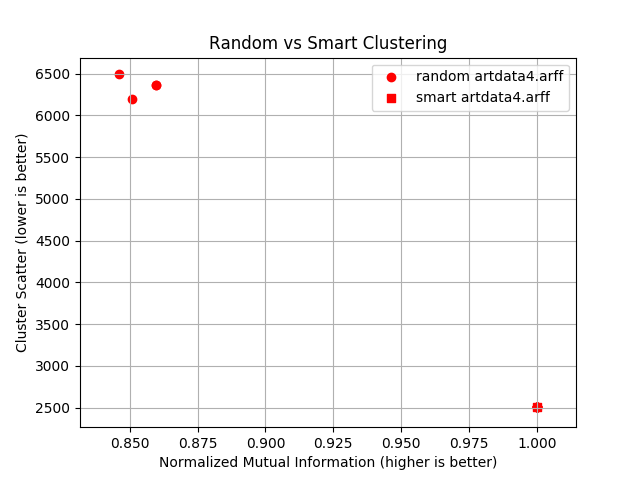 Random vs Smart Clustering
random artdata4.arff
smart artdata4.arff
Cluster Scatter (lower is better)
6500
6000
5500
5000
4500
4000
3500
3000
2500
0.850 0.875 0.900 0.925 0.950 0.975 1.000
Normalized Mutual Information (higher is better)